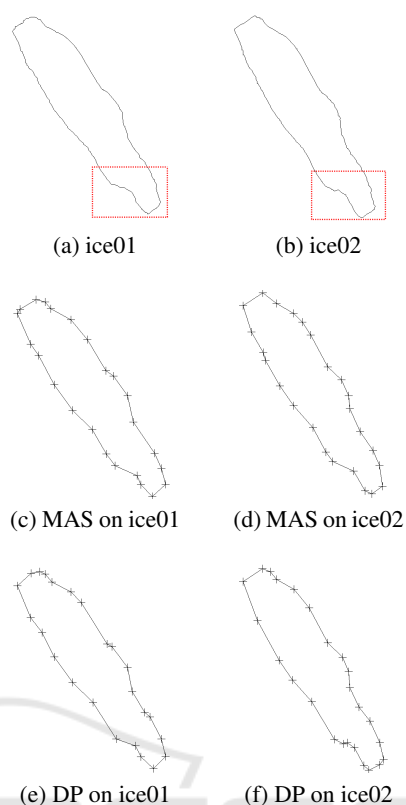 (a) ice01
(b) ice02
(c) MAS on ice01
(d) MAS on ice02
(e) DP on ice01
(f) DP on ice02